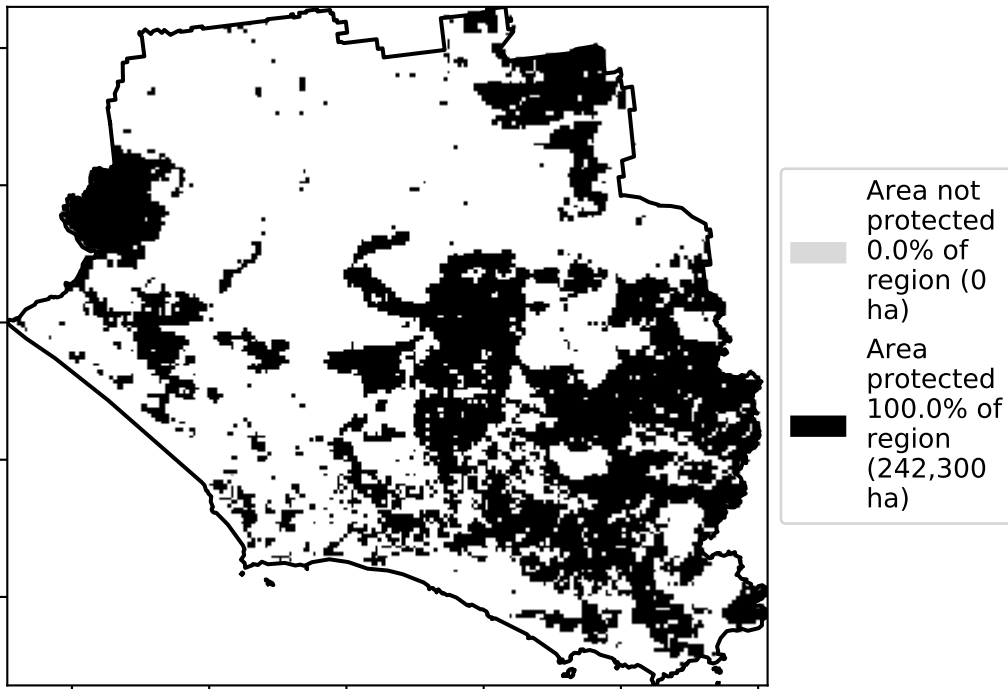 Area not
protected
0.0% of
region (0
ha)
Area
protected
100.0% of
region
(242,300
ha)